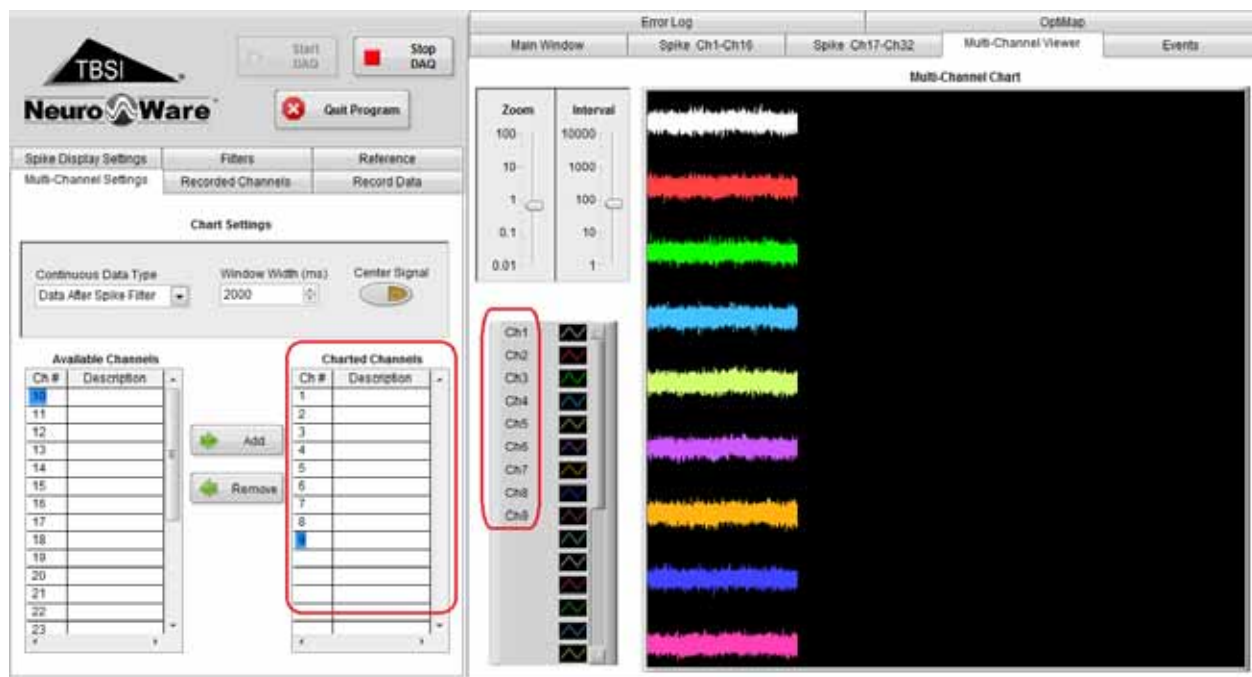 TBSI
NeuroWare
Start DAQ
Stop DAQ
Quit Program
Spike Display Settings
Filters
Reference
Multi-Channel Settings
Recorded Channels
Record Data
Chart Settings
Continuous Data Type
Window Width (ms)
Center Signal
Data After Spike Filter
2000
Available Channels
Ch #
Description
10
11
12
13
14
15
16
17
18
19
20
21
22
23
Add
Remove
Charted Channels
Ch #
Description
1
2
3
4
5
6
7
8
9
Error Log
OptiMap
Main Window
Spike Ch1-Ch16
Spike Ch17-Ch32
Multi-Channel Viewer
Events
Multi-Channel Chart
Zoom
100
10
1
0.1
0.01
Interval
10000
1000
100
10
1
Ch1
Ch2
Ch3
Ch4
Ch5
Ch6
Ch7
Ch8
Ch9